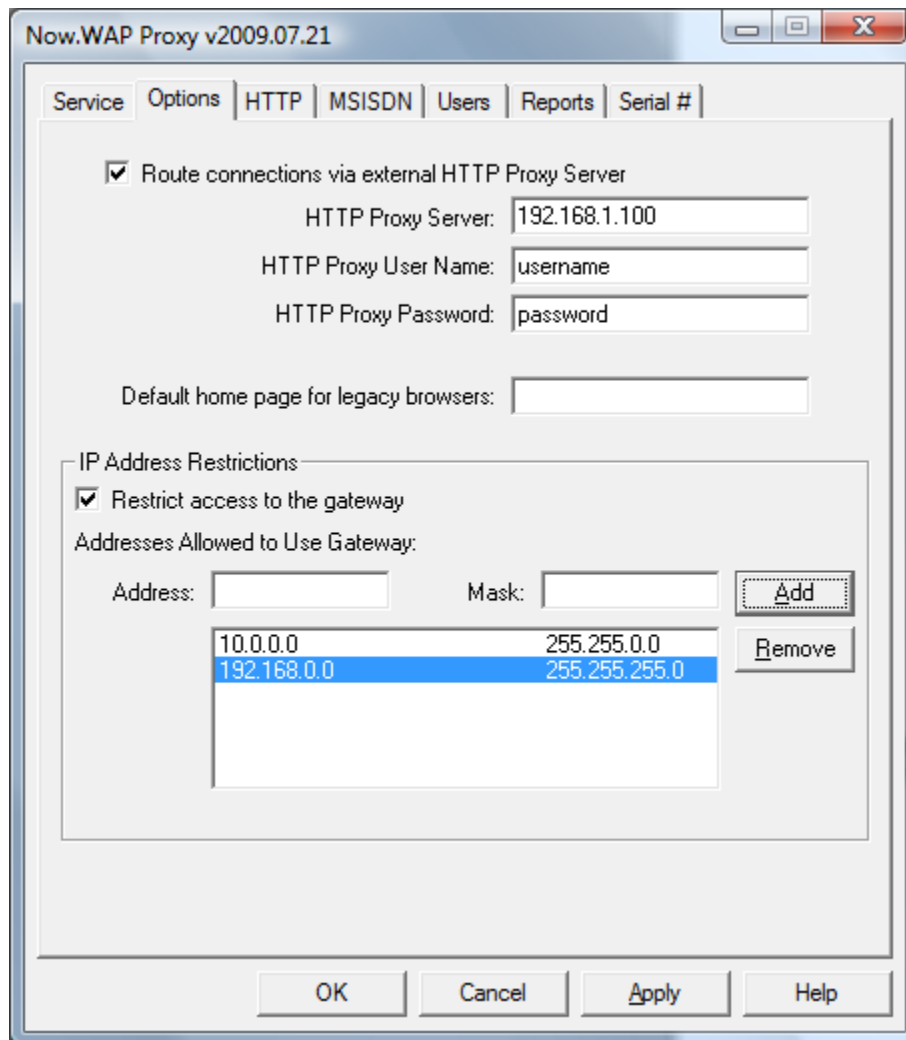 Now.WAP Proxy v2009.07.21
Service Options HTTP MSISDN Users Reports Serial #
Route connections via external HTTP Proxy Server
HTTP Proxy Server: 192.168.1.100
HTTP Proxy User Name: username
HTTP Proxy Password: password
Default home page for legacy browsers:
IP Address Restrictions
Restrict access to the gateway
Addresses Allowed to Use Gateway:
Address: Mask: Add
10.0.0.0 255.255.0.0 Remove
192.168.0.0 255.255.255.0
OK Cancel Apply Help